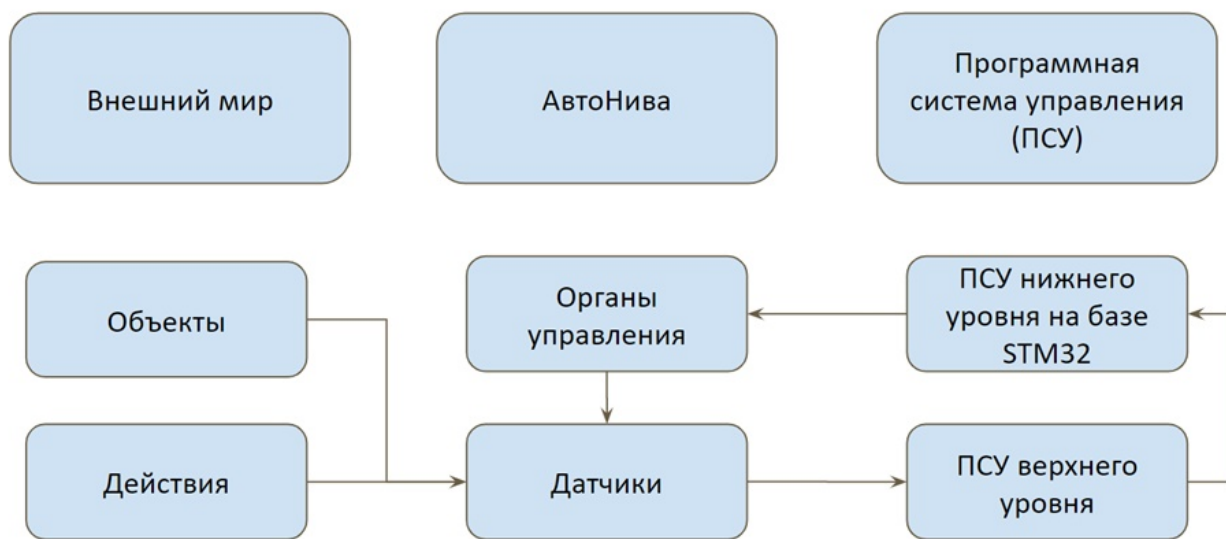 Внешний мир
АвтоНива
Программная
система управления
(ПСУ)
Объекты
Органы
управления
ПСУ нижнего
уровня на базе
STM32
Действия
Датчики
ПСУ верхнего
уровня